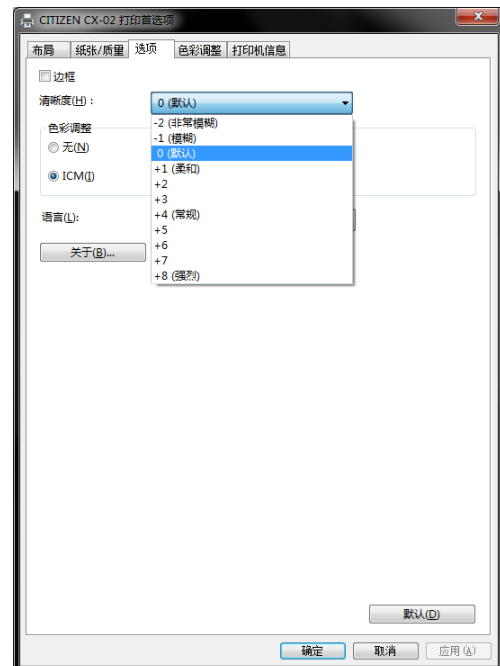 CITIZEN CX-02 打印首选项
布局 纸张/质量 选项 色彩调整 打印机信息
边框
清晰度(H)： 0 (默认)
-2 (非常模糊)
-1 (模糊)
0 (默认)
+1 (柔和)
+2
+3
+4 (常规)
+5
+6
+7
+8 (强烈)
色彩调整
无(N)
ICM(I)
语言(L):
关于(B)...
默认(D)
确定 取消 应用(A)